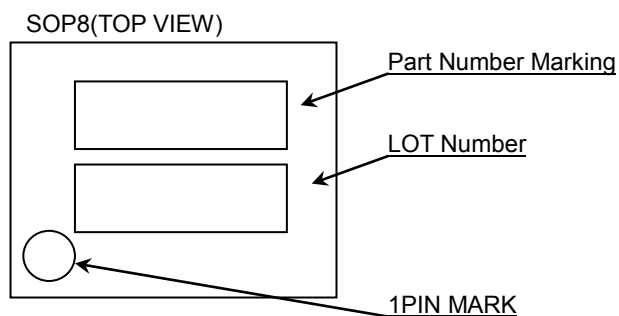 SOP8(TOP VIEW)
Part Number Marking
LOT Number
1PIN MARK